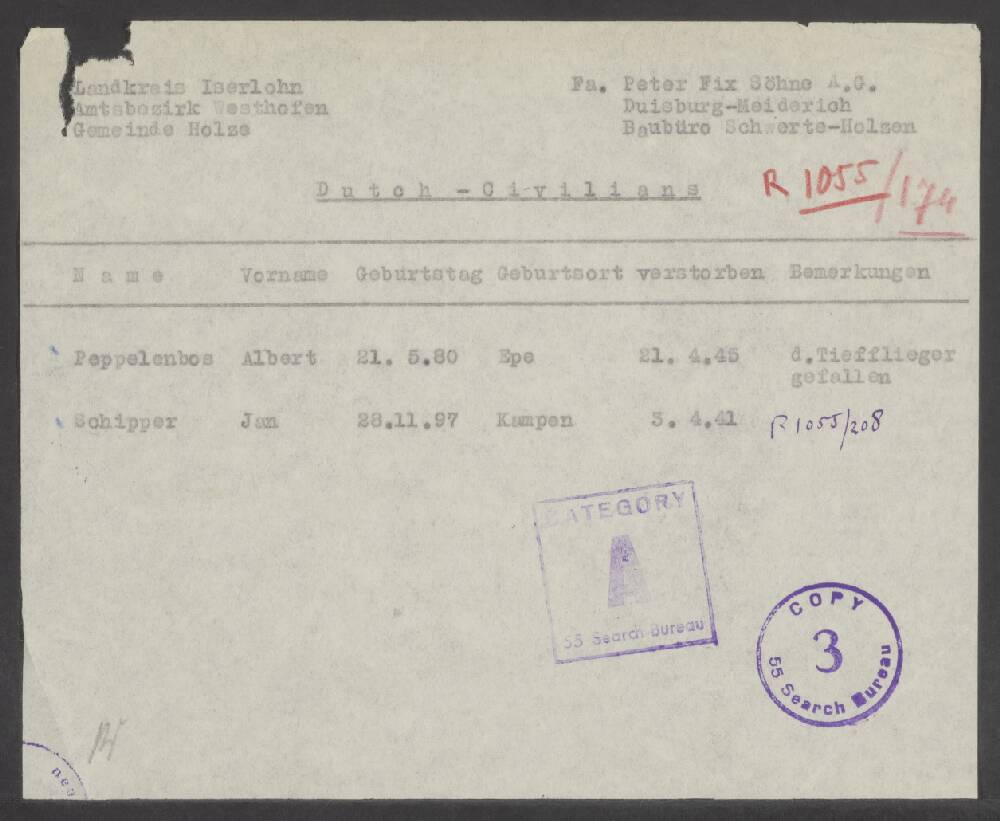 Landkreis Iserlohn
Amtsbezirk Westhofen
Gemeinde Holze
Fa. Peter Fix Söhne A.G.
Duisburg-Meiderich
Baubüro Schwerte-Holzen
Dutch - Civilians
R 1055/174
Name Vorname Geburtstag Geburtsort verstorben Bemerkungen
Peppelenbos Albert 21. 5.80 Epe 21. 4.45 d.Tiefflieger
gefallen
Schipper Jan 28.11.97 Kampen 3. 4.41 R 1055/208
CATEGORY
A
55 Search Bureau
COPY
3
55 Search Bureau